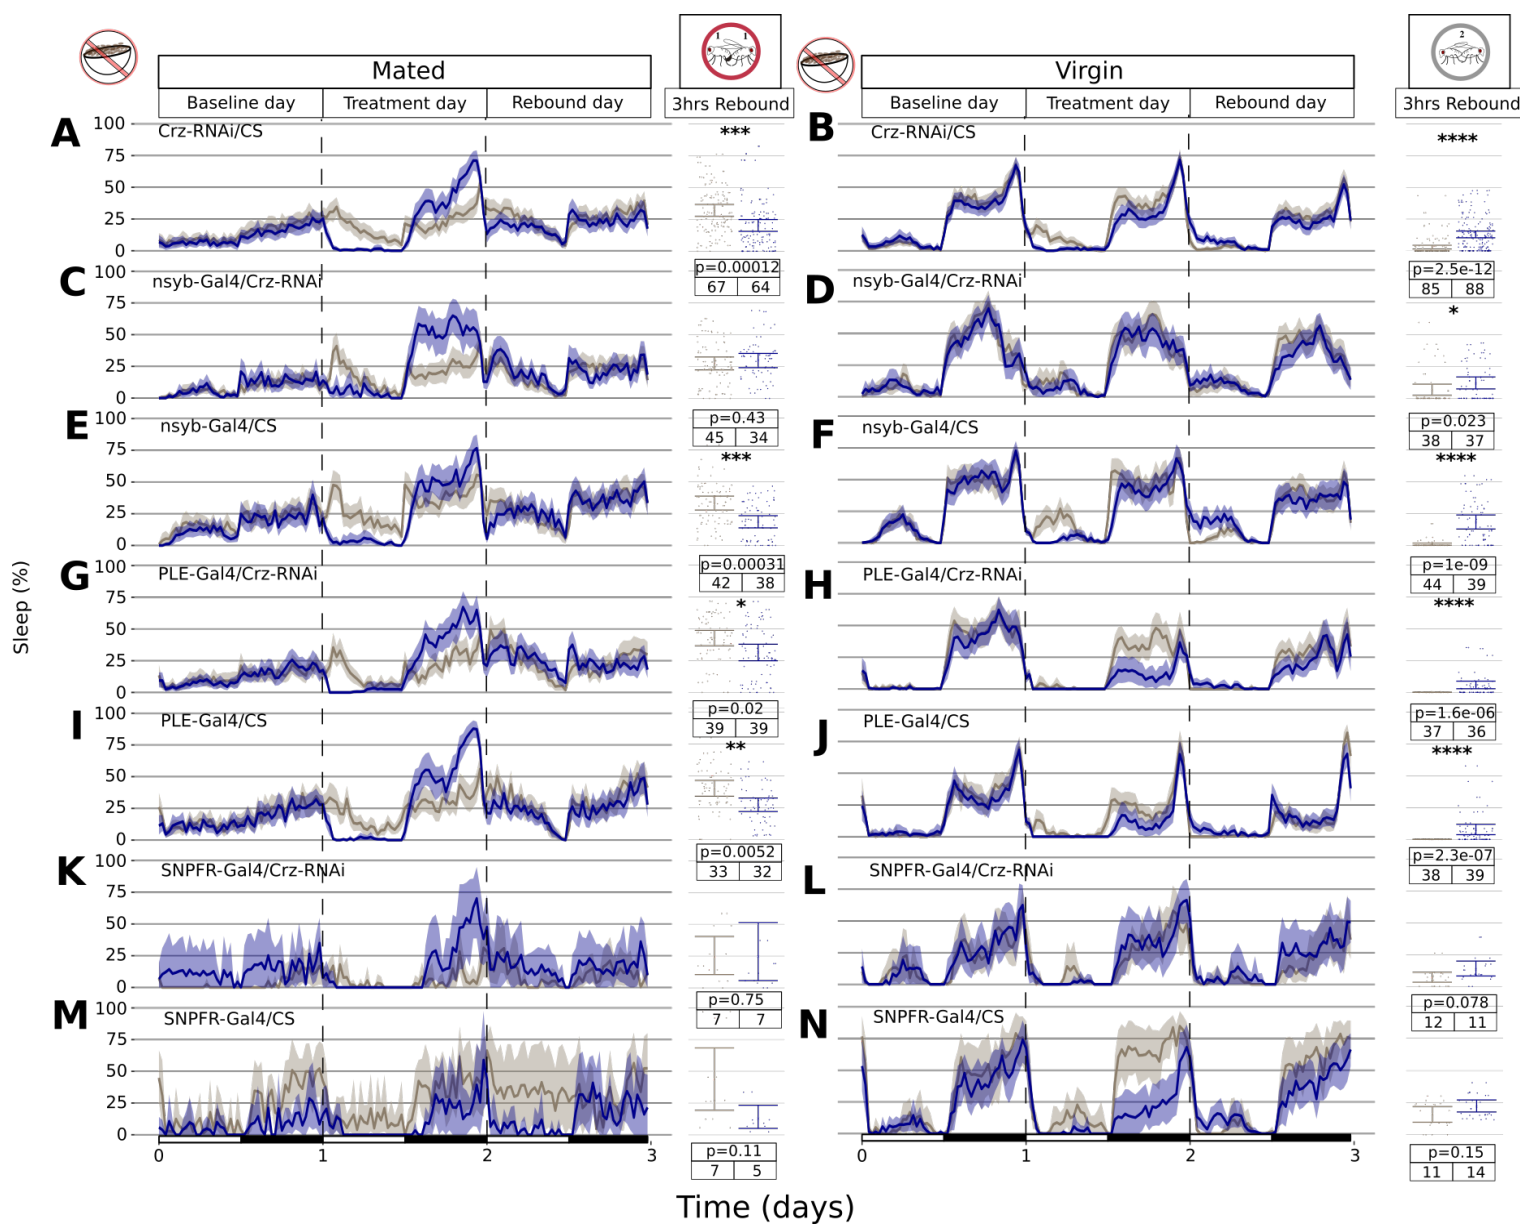 1 1
2
Mated
Virgin
Baseline day
Treatment day
Rebound day
3hrs Rebound
Baseline day
Treatment day
Rebound day
3hrs Rebound
Sleep (%)
A
Crz-RNAi/CS
100
75
50
25
0
***
p=0.00012
67 64
B
Crz-RNAi/CS
****
p=2.5e-12
85 88
C
nsyb-Gal4/Crz-RNAi
100
75
50
25
0
p=0.43
45 34
D
nsyb-Gal4/Crz-RNAi
*
p=0.023
38 37
E
nsyb-Gal4/CS
100
75
50
25
0
***
p=0.00031
42 38
F
nsyb-Gal4/CS
****
p=1e-09
44 39
G
PLE-Gal4/Crz-RNAi
100
75
50
25
0
*
p=0.02
39 39
H
PLE-Gal4/Crz-RNAi
****
p=1.6e-06
37 36
I
PLE-Gal4/CS
100
75
50
25
0
**
p=0.0052
33 32
J
PLE-Gal4/CS
****
p=2.3e-07
38 39
K
SNPFR-Gal4/Crz-RNAi
100
75
50
25
0
p=0.75
7 7
L
SNPFR-Gal4/Crz-RNAi
p=0.078
12 11
M
SNPFR-Gal4/CS
100
75
50
25
0
p=0.11
7 5
N
SNPFR-Gal4/CS
p=0.15
11 14
0 1 2 3
0 1 2 3
Time (days)